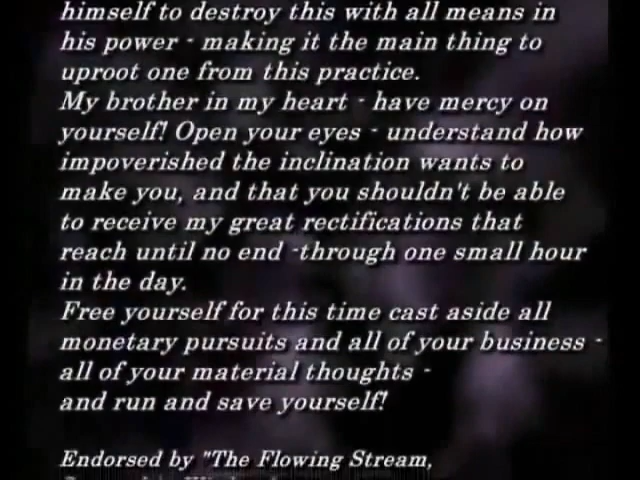 himself to destroy this with all means in
his power - making it the main thing to
uproot one from this practice.
My brother in my heart - have mercy on
yourself! Open your eyes - understand how
impoverished the inclination wants to
make you, and that you shouldn't be able
to receive my great rectifications that
reach until no end -through one small hour
in the day.
Free yourself for this time cast aside all
monetary pursuits and all of your business -
all of your material thoughts -
and run and save yourself!
Endorsed by "The Flowing Stream,